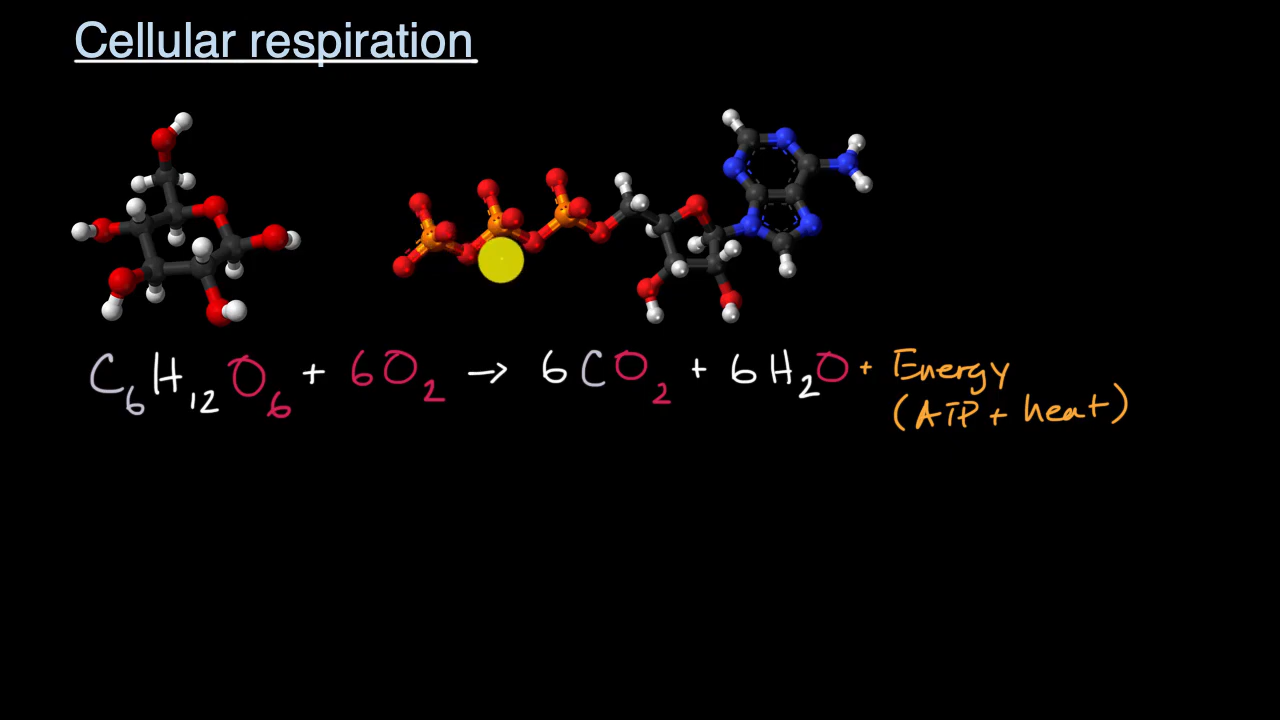 Cellular respiration
C₆H₁₂O₆ + 6O₂ → 6CO₂ + 6H₂O + Energy
(ATP + heat)